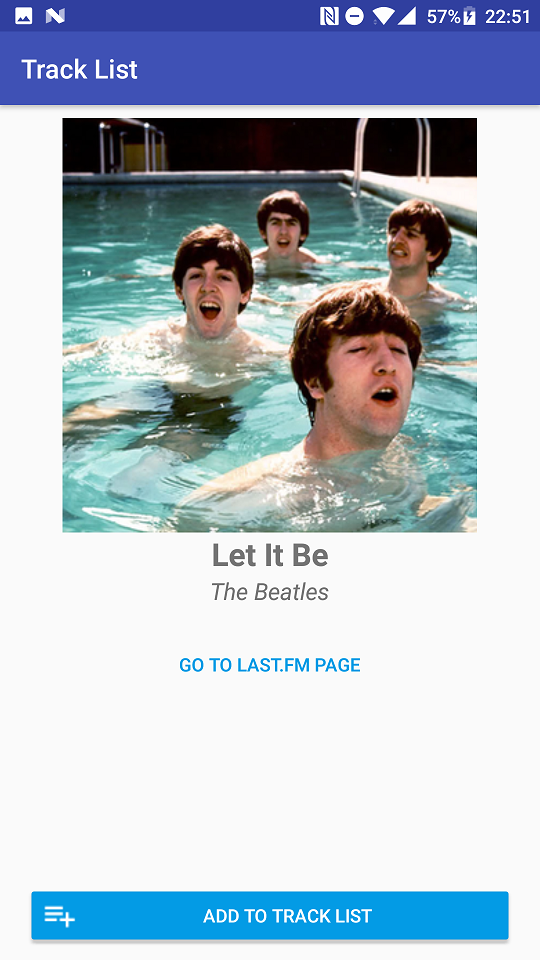 57% 22:51
Track List
Let It Be
The Beatles
GO TO LAST.FM PAGE
ADD TO TRACK LIST